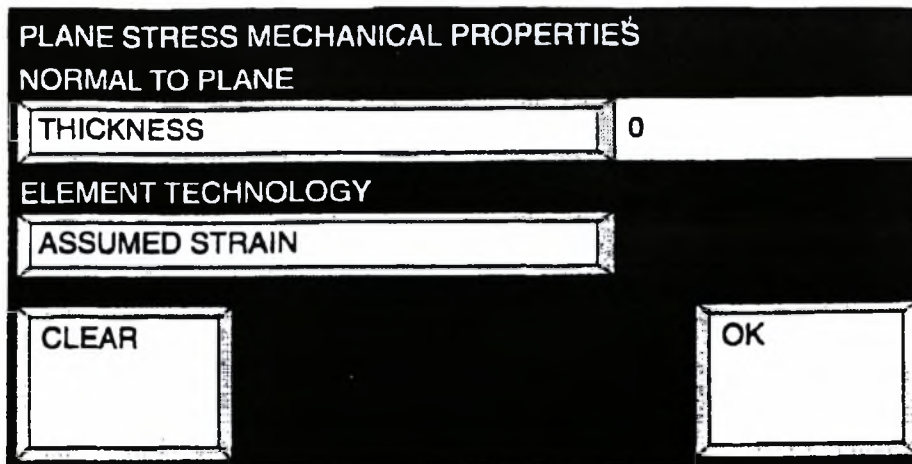 PLANE STRESS MECHANICAL PROPERTIES
NORMAL TO PLANE
THICKNESS 0
ELEMENT TECHNOLOGY
ASSUMED STRAIN
CLEAR OK